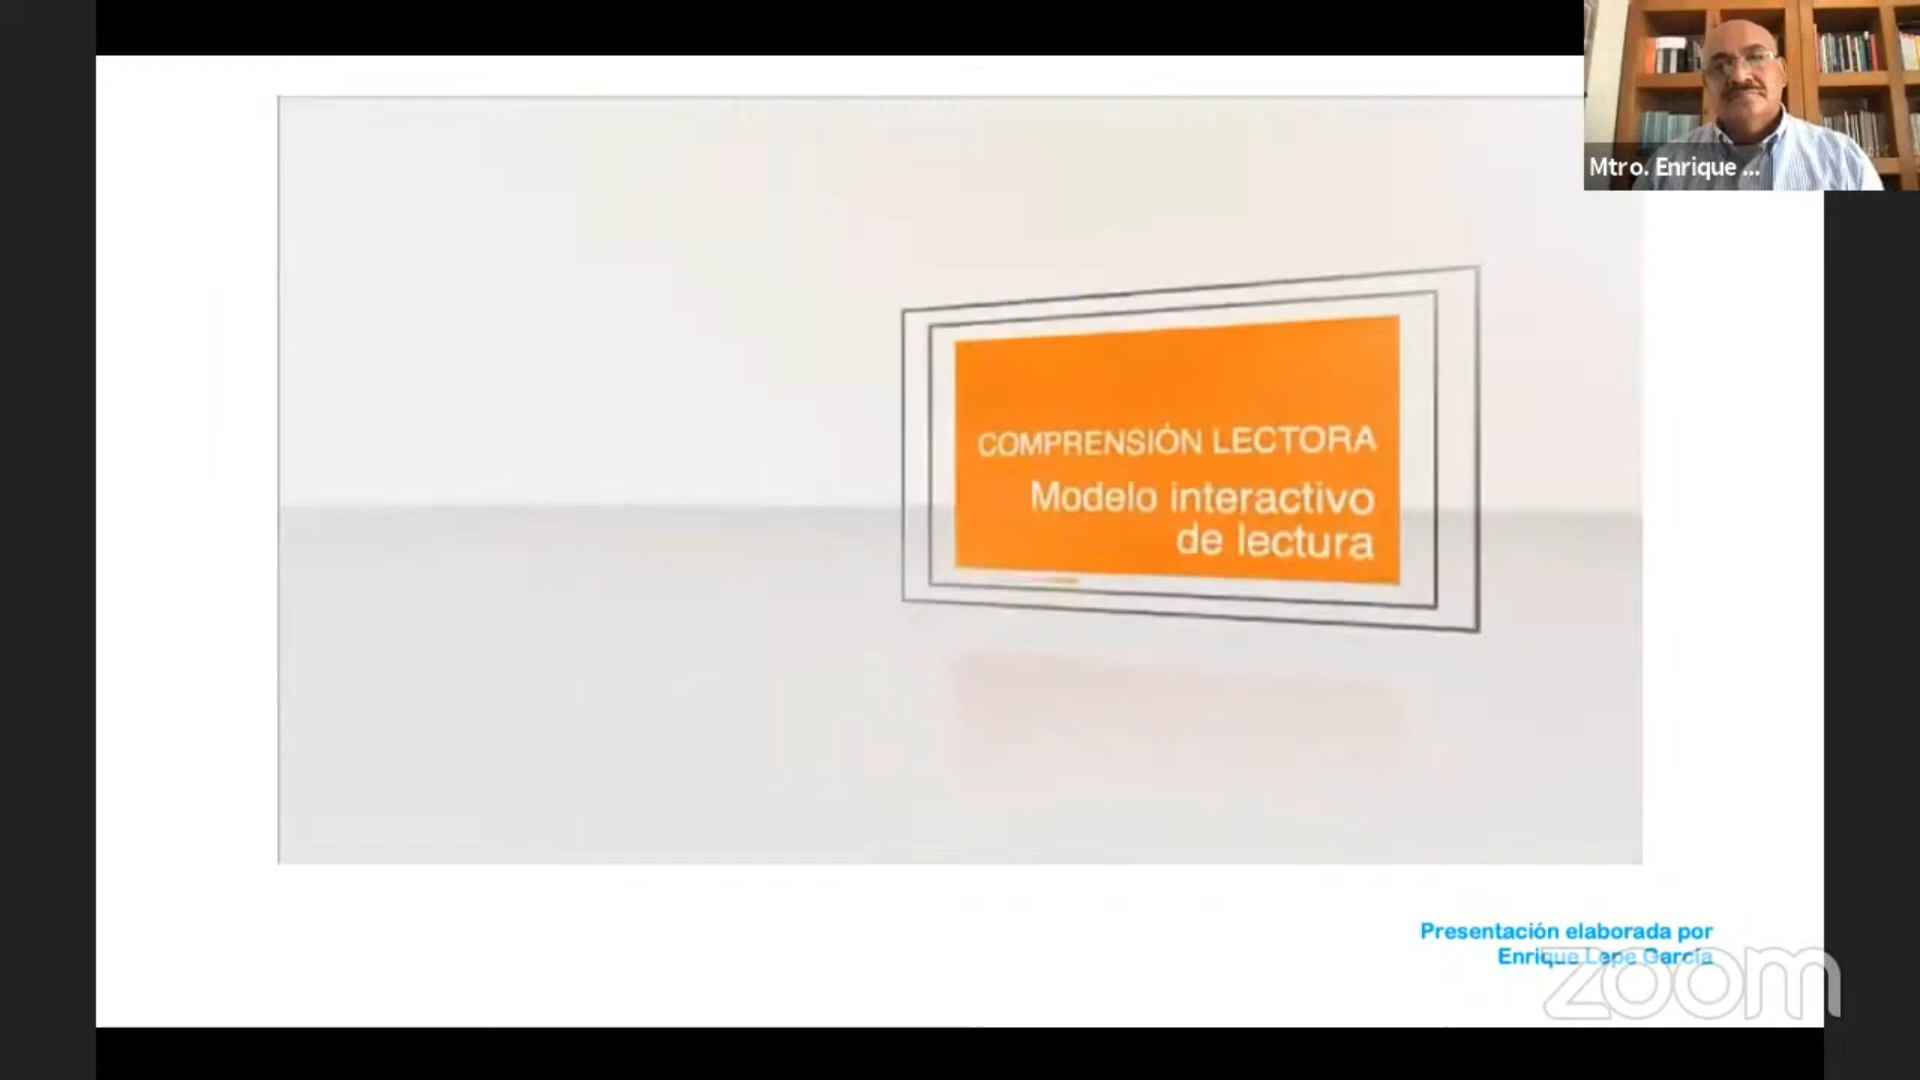 Mtro. Enrique ...
COMPRENSIÓN LECTORA
Modelo interactivo
de lectura
Presentación elaborada por
Enrique Lepe García
zoom